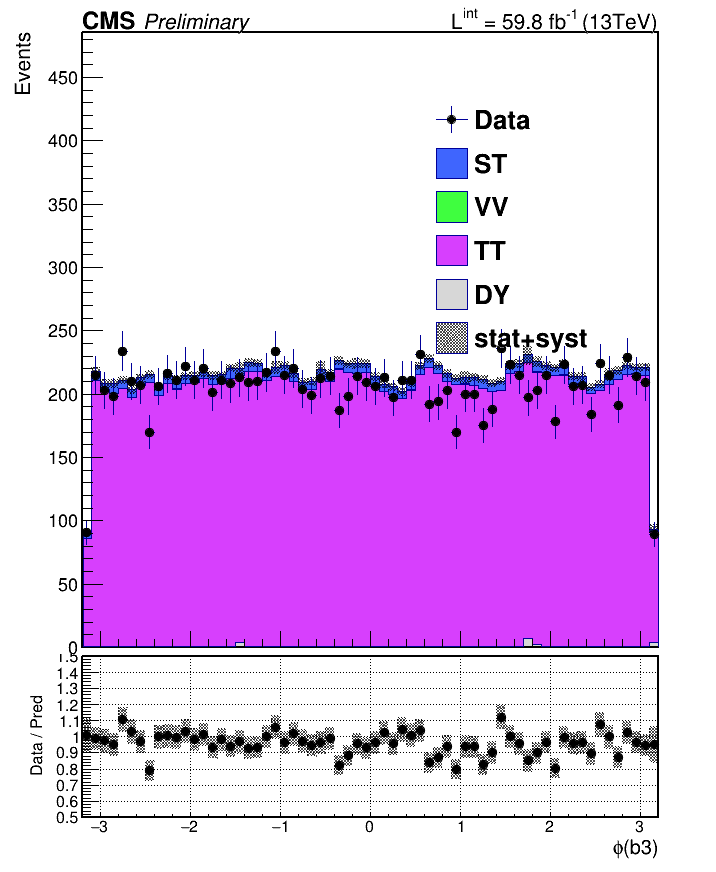 CMS Preliminary L^int = 59.8 fb^-1 (13TeV)
Events
450
400
350
300
250
200
150
100
50
0
Data
ST
VV
TT
DY
stat+syst
Data / Pred
1.5
1.4
1.3
1.2
1.1
1
0.9
0.8
0.7
0.6
0.5
−3 −2 −1 0 1 2 3
ϕ(b3)